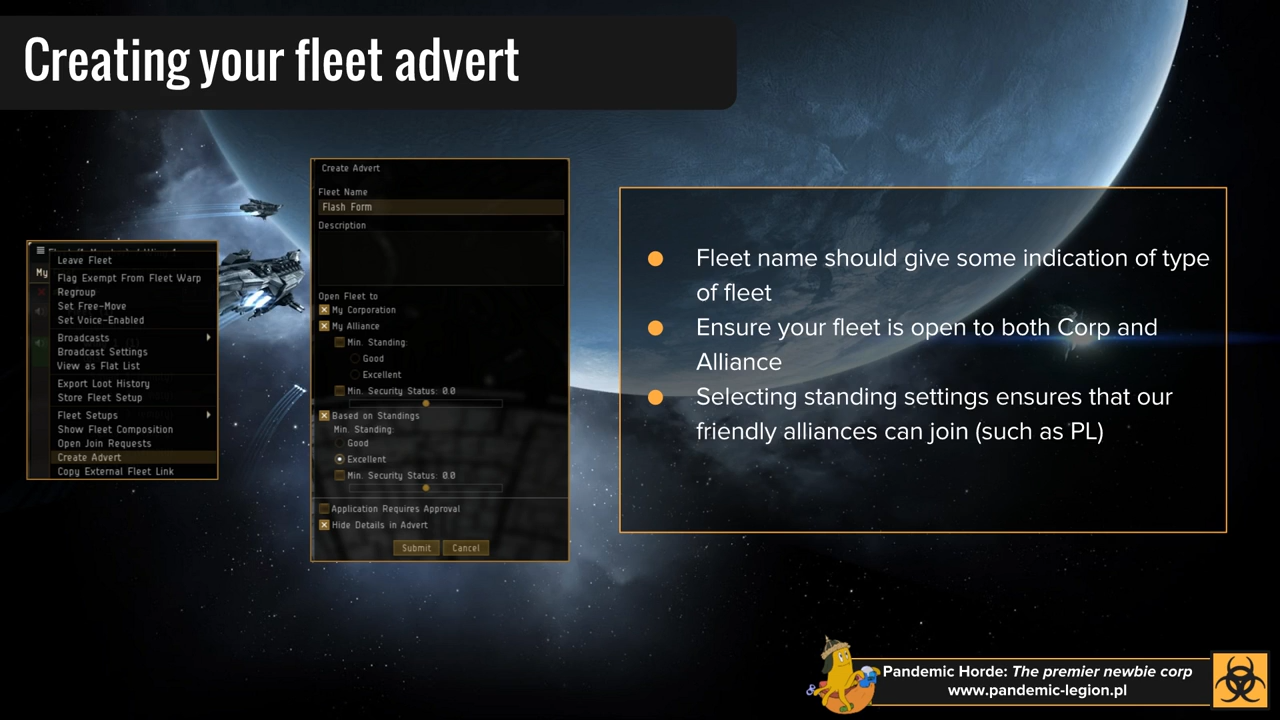 Creating your fleet advert
My
Leave Fleet
Flag Exempt From Fleet Warp
Regroup
Set Free-Move
Set Voice-Enabled
Broadcasts
Broadcast Settings
View as Flat List
Export Loot History
Store Fleet Setup
Fleet Setups
Show Fleet Composition
Open Join Requests
Create Advert
Copy External Fleet Link
Create Advert
Fleet Name
Flash Form
Description
Open Fleet to
My Corporation
My Alliance
Min. Standing:
Good
Excellent
Min. Security Status: 0.0
Based on Standings
Min. Standing:
Good
Excellent
Min. Security Status: 0.0
Application Requires Approval
Hide Details in Advert
Submit Cancel
Fleet name should give some indication of type
of fleet
Ensure your fleet is open to both Corp and
Alliance
Selecting standing settings ensures that our
friendly alliances can join (such as PL)
Pandemic Horde: The premier newbie corp
www.pandemic-legion.pl